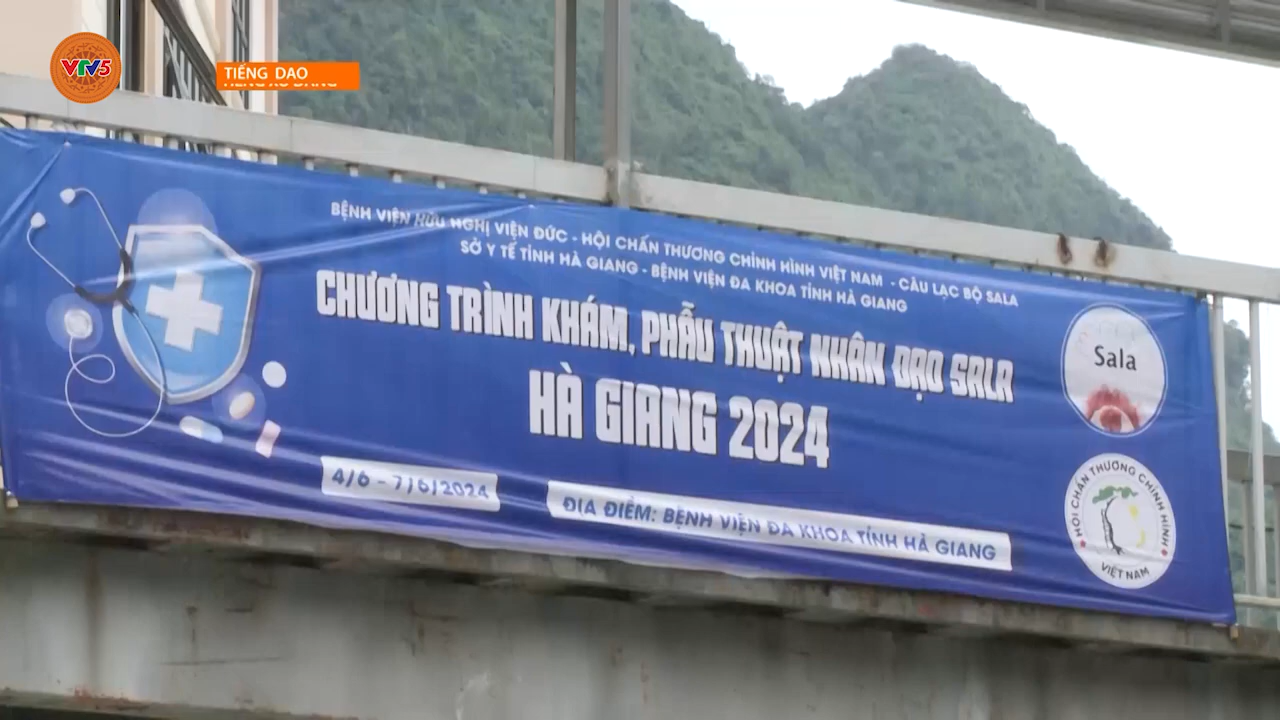 VTV5
TIẾNG DAO
BỆNH VIỆN HỮU NGHỊ VIỆN ĐỨC - HỘI CHẤN THƯƠNG CHỈNH HÌNH VIỆT NAM - CÂU LẠC BỘ SALA
SỞ Y TẾ TỈNH HÀ GIANG - BỆNH VIỆN ĐA KHOA TỈNH HÀ GIANG
CHƯƠNG TRÌNH KHÁM, PHẪU THUẬT NHÂN ĐẠO SALA
HÀ GIANG 2024
4/6 - 7/6/2024
ĐỊA ĐIỂM: BỆNH VIỆN ĐA KHOA TỈNH HÀ GIANG
Sala
HỘI CHẤN THƯƠNG CHỈNH HÌNH
VIỆT NAM